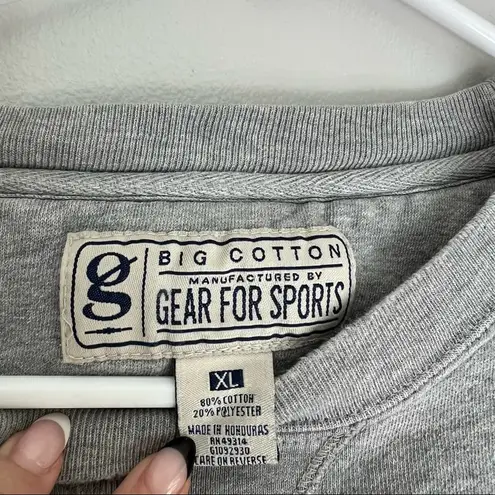 g
BIG COTTON
MANUFACTURED BY
GEAR FOR SPORTS
XL
80% COTTON
20% POLYESTER
MADE IN HONDURAS
RN49314
G1092930
CARE ON REVERSE